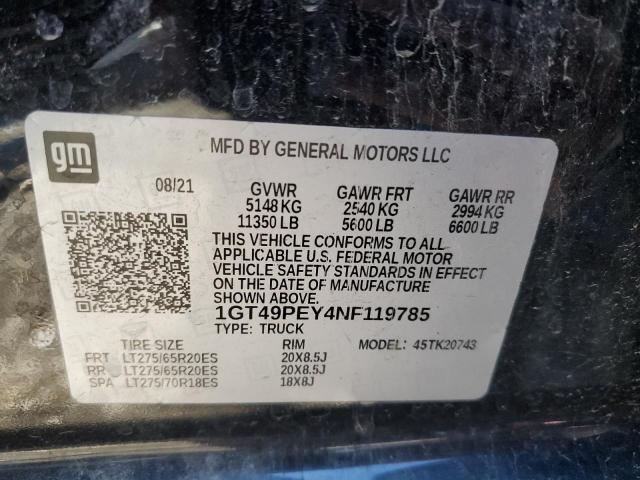 gm
MFD BY GENERAL MOTORS LLC
08/21 GVWR GAWR FRT GAWR RR
5148 KG 2540 KG 2994 KG
11350 LB 5600 LB 6600 LB
THIS VEHICLE CONFORMS TO ALL
APPLICABLE U.S. FEDERAL MOTOR
VEHICLE SAFETY STANDARDS IN EFFECT
ON THE DATE OF MANUFACTURE
SHOWN ABOVE.
1GT49PEY4NF119785
TYPE: TRUCK
TIRE SIZE RIM MODEL: 45TK20743
FRT LT275/65R20ES 20X8.5J
RR LT275/65R20ES 20X8.5J
SPA LT275/70R18ES 18X8J